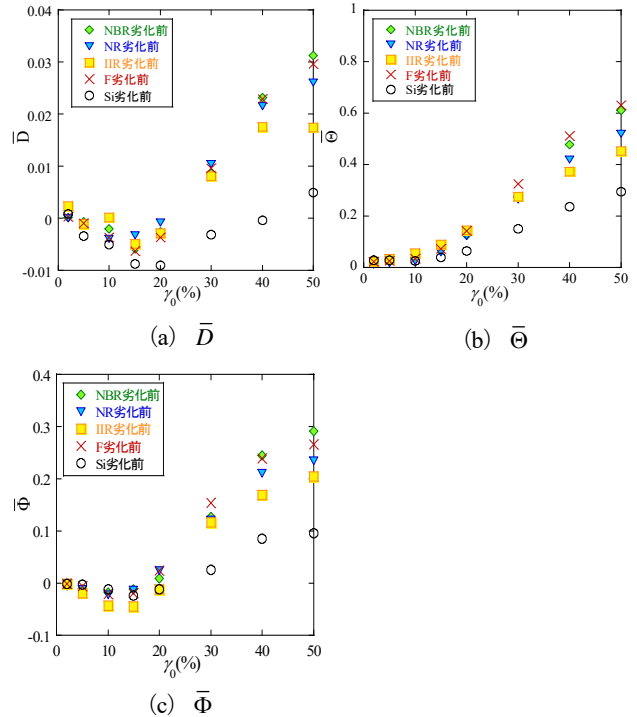 0.04
0.03
0.02
0.01
0
-0.01
D̅
NBR劣化前
NR劣化前
IIR劣化前
F劣化前
Si劣化前
0 10 20 30 40 50
γ0(%)
(a) D̅
1
0.8
0.6
0.4
0.2
0
Θ̅
NBR劣化前
NR劣化前
IIR劣化前
F劣化前
Si劣化前
0 10 20 30 40 50
γ0(%)
(b) Θ̅
0.4
0.3
0.2
0.1
0
-0.1
Φ̅
NBR劣化前
NR劣化前
IIR劣化前
F劣化前
Si劣化前
0 10 20 30 40 50
γ0(%)
(c) Φ̅